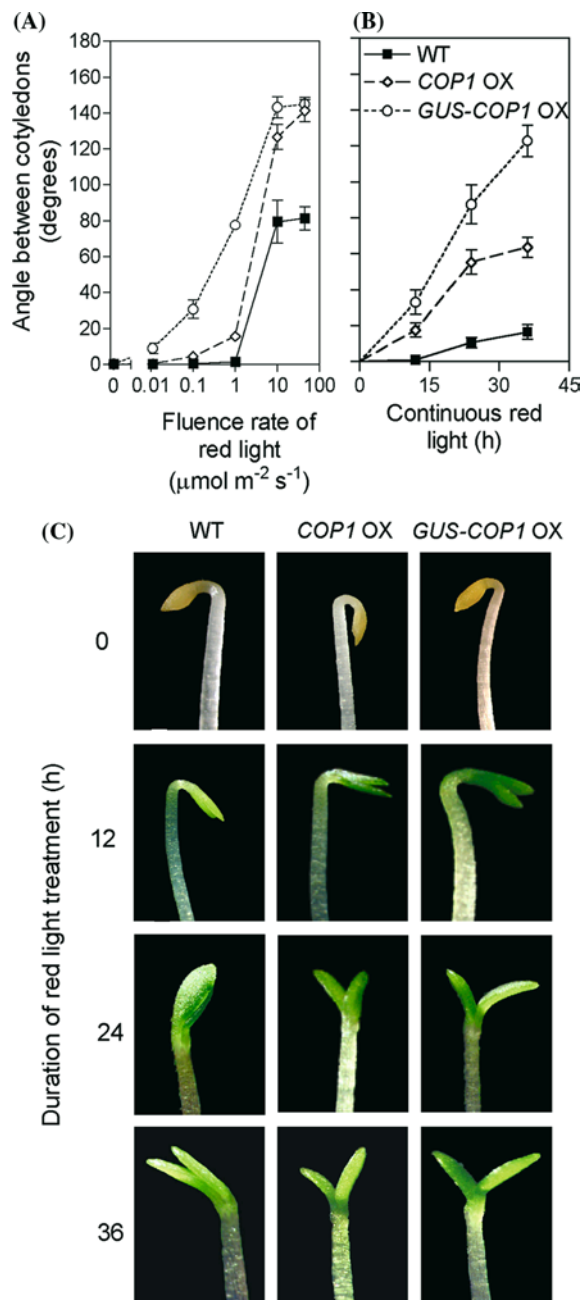 (A)
180
160
140
120
100
80
60
40
20
0
Angle between cotyledons
(degrees)
0 0.01 0.1 1 10 100
Fluence rate of
red light
(μmol m⁻² s⁻¹)
(B)
WT
COP1 OX
GUS-COP1 OX
0 15 30 45
Continuous red
light (h)
(C)
WT COP1 OX GUS-COP1 OX
Duration of red light treatment (h)
0
12
24
36